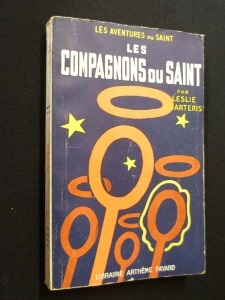 LES AVENTURES DU SAINT
LES
COMPAGNONS DU SAINT
PAR
LESLIE
CHARTERIS
LIBRAIRIE ARTHÈME FAYARD